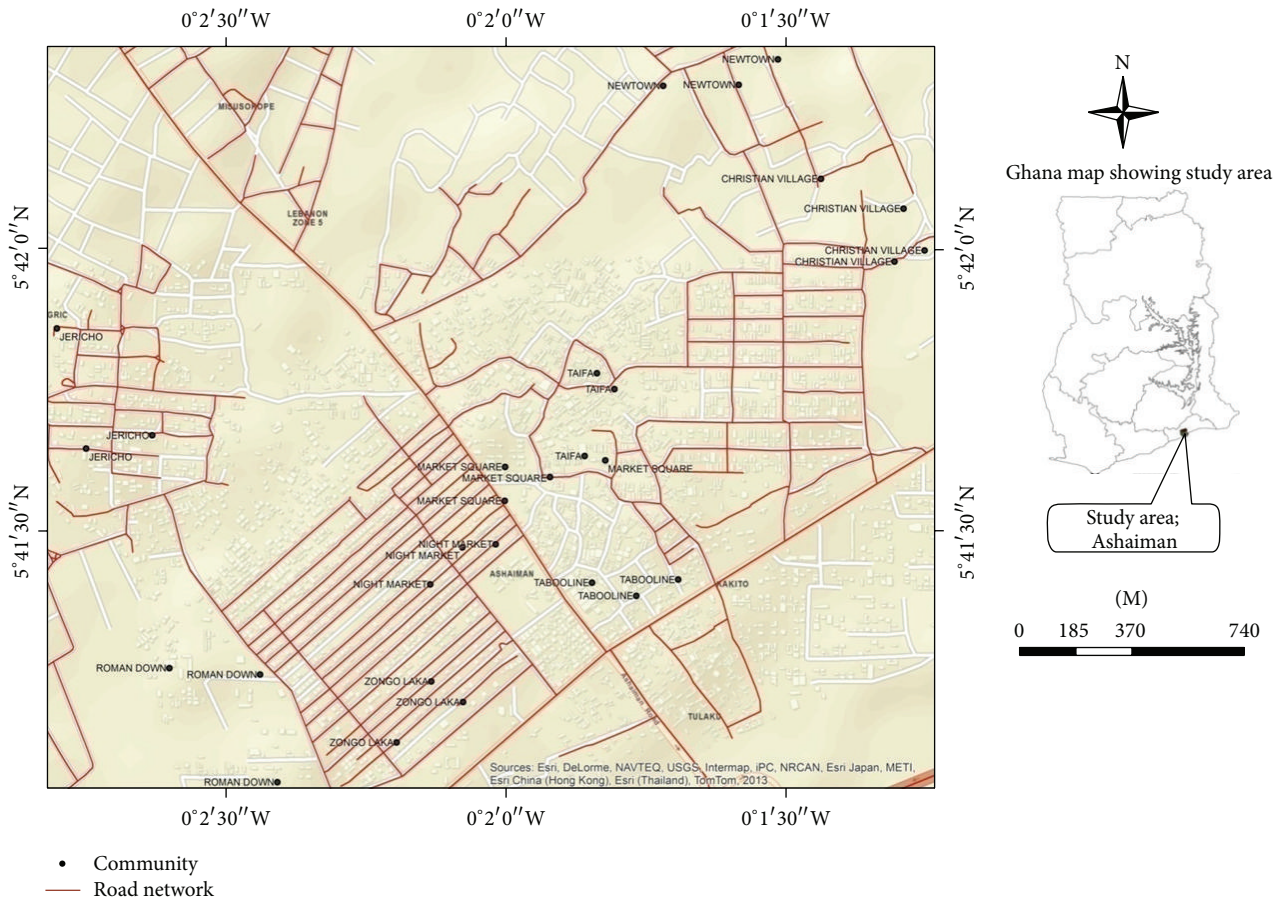 0°2′30″W
0°2′0″W
0°1′30″W
5°42′0″N
5°41′30″N
NEWTOWN
NEWTOWN
NEWTOWN
MISUSOKOPE
CHRISTIAN VILLAGE
CHRISTIAN VILLAGE
LEBANON
ZONE 5
CHRISTIAN VILLAGE
CHRISTIAN VILLAGE
GRIC
JERICHO
TAIFA
TAIFA
JERICHO
JERICHO
TAIFA
MARKET SQUARE
MARKET SQUARE
MARKET SQUARE
MARKET SQUARE
NIGHT MARKET
NIGHT MARKET
NIGHT MARKET
ASHAIMAN
TABOOLINE
TABOOLINE
TABOOLINE
KAKITO
ROMAN DOWN
ROMAN DOWN
ZONGO LAKA
ZONGO LAKA
Ashaiman Road
TULAKU
ZONGO LAKA
ROMAN DOWN
Sources: Esri, DeLorme, NAVTEQ, USGS, Intermap, iPC, NRCAN, Esri Japan, METI,
Esri China (Hong Kong), Esri (Thailand), TomTom, 2013
5°42′0″N
5°41′30″N
0°2′30″W
0°2′0″W
0°1′30″W
Community
Road network
N
Ghana map showing study area
Study area;
Ashaiman
(M)
0 185 370 740